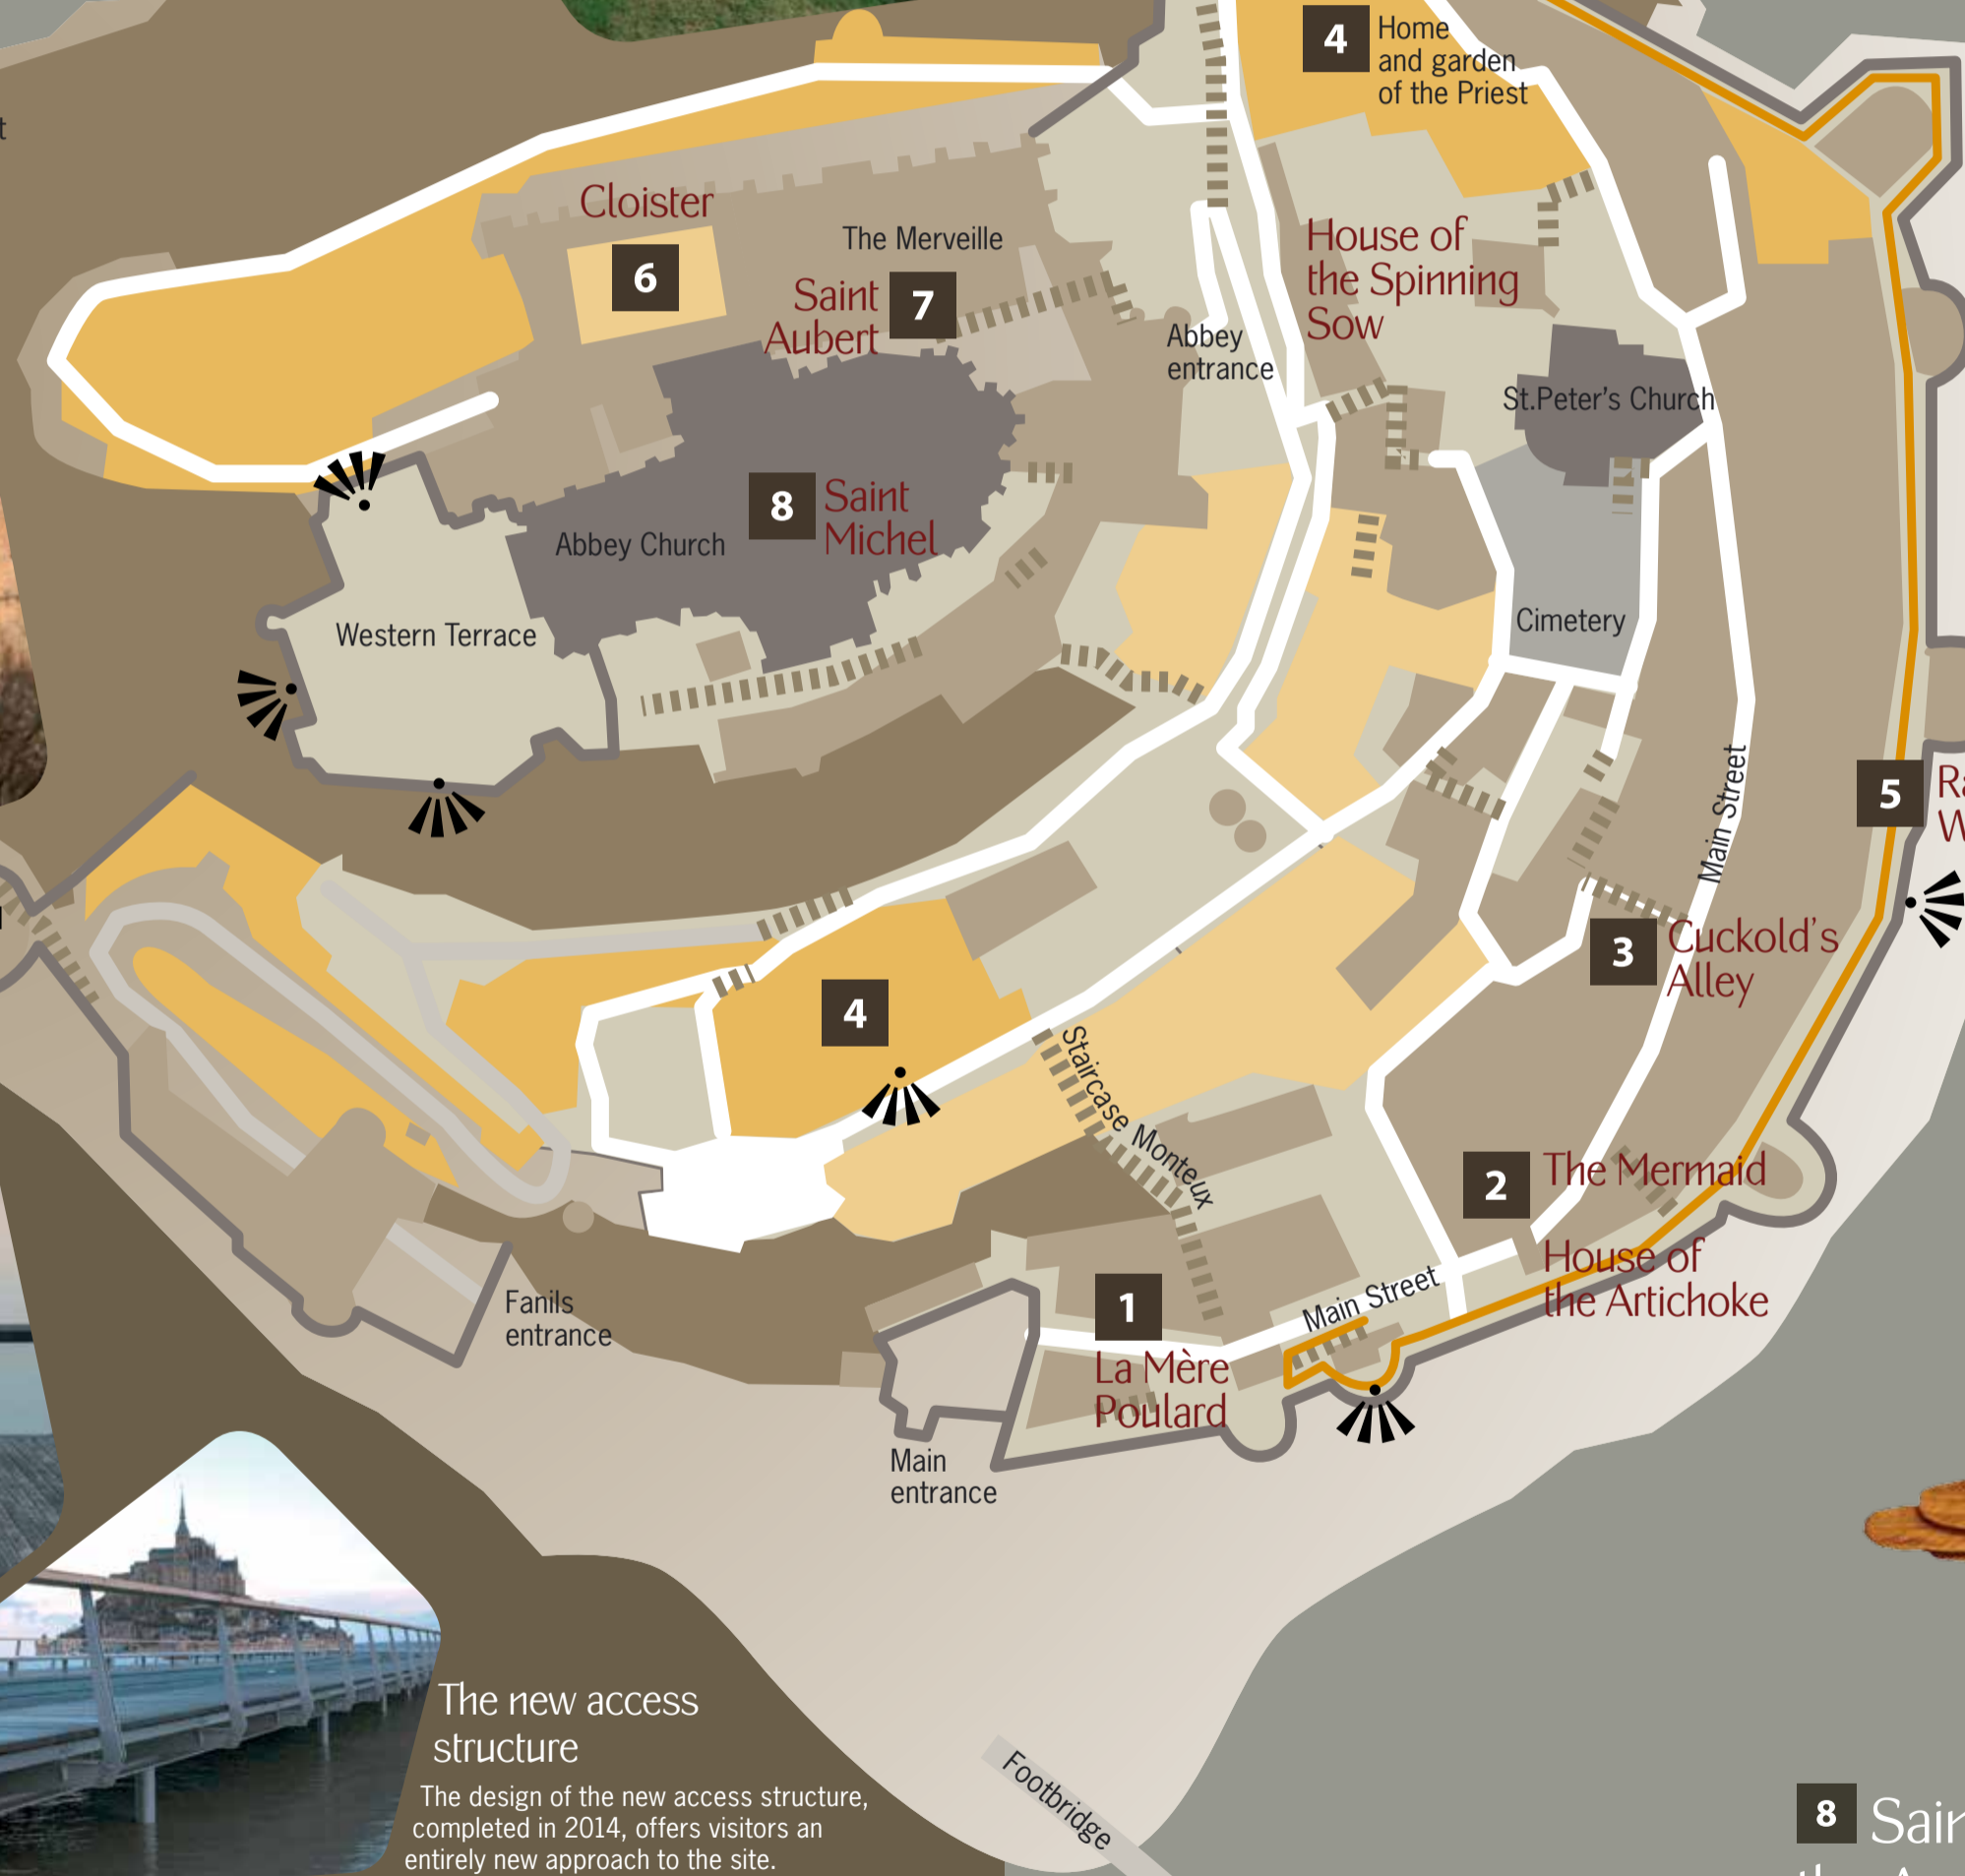 4
Home
and garden
of the Priest
Cloister
6
The Merveille
Saint
Aubert
7
House of
the Spinning
Sow
Abbey
entrance
St.Peter's Church
8
Saint
Michel
Abbey Church
Cimetery
Western Terrace
Main Street
5
3
Cuckold's
Alley
4
Staircase Monteux
2
The Mermaid
House of
the Artichoke
Main Street
1
La Mère
Poulard
Fanils
entrance
Main
entrance
The new access
structure
The design of the new access structure,
completed in 2014, offers visitors an
entirely new approach to the site.
Footbridge
8